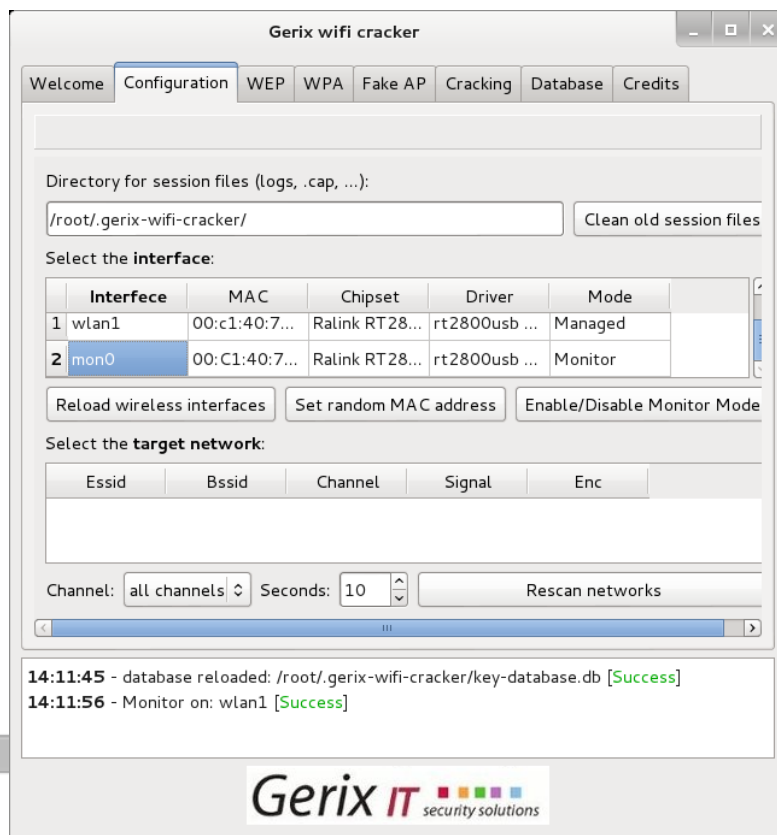 Gerix wifi cracker
Welcome Configuration WEP WPA Fake AP Cracking Database Credits
Directory for session files (logs, .cap, ...):
/root/.gerix-wifi-cracker/ Clean old session files
Select the interface:
Interfece MAC Chipset Driver Mode
1 wlan1 00:c1:40:7... Ralink RT28... rt2800usb ... Managed
2 mon0 00:C1:40:7... Ralink RT28... rt2800usb ... Monitor
Reload wireless interfaces Set random MAC address Enable/Disable Monitor Mode
Select the target network:
Essid Bssid Channel Signal Enc
Channel: all channels Seconds: 10 Rescan networks
14:11:45 - database reloaded: /root/.gerix-wifi-cracker/key-database.db [Success]
14:11:56 - Monitor on: wlan1 [Success]
Gerix IT security solutions